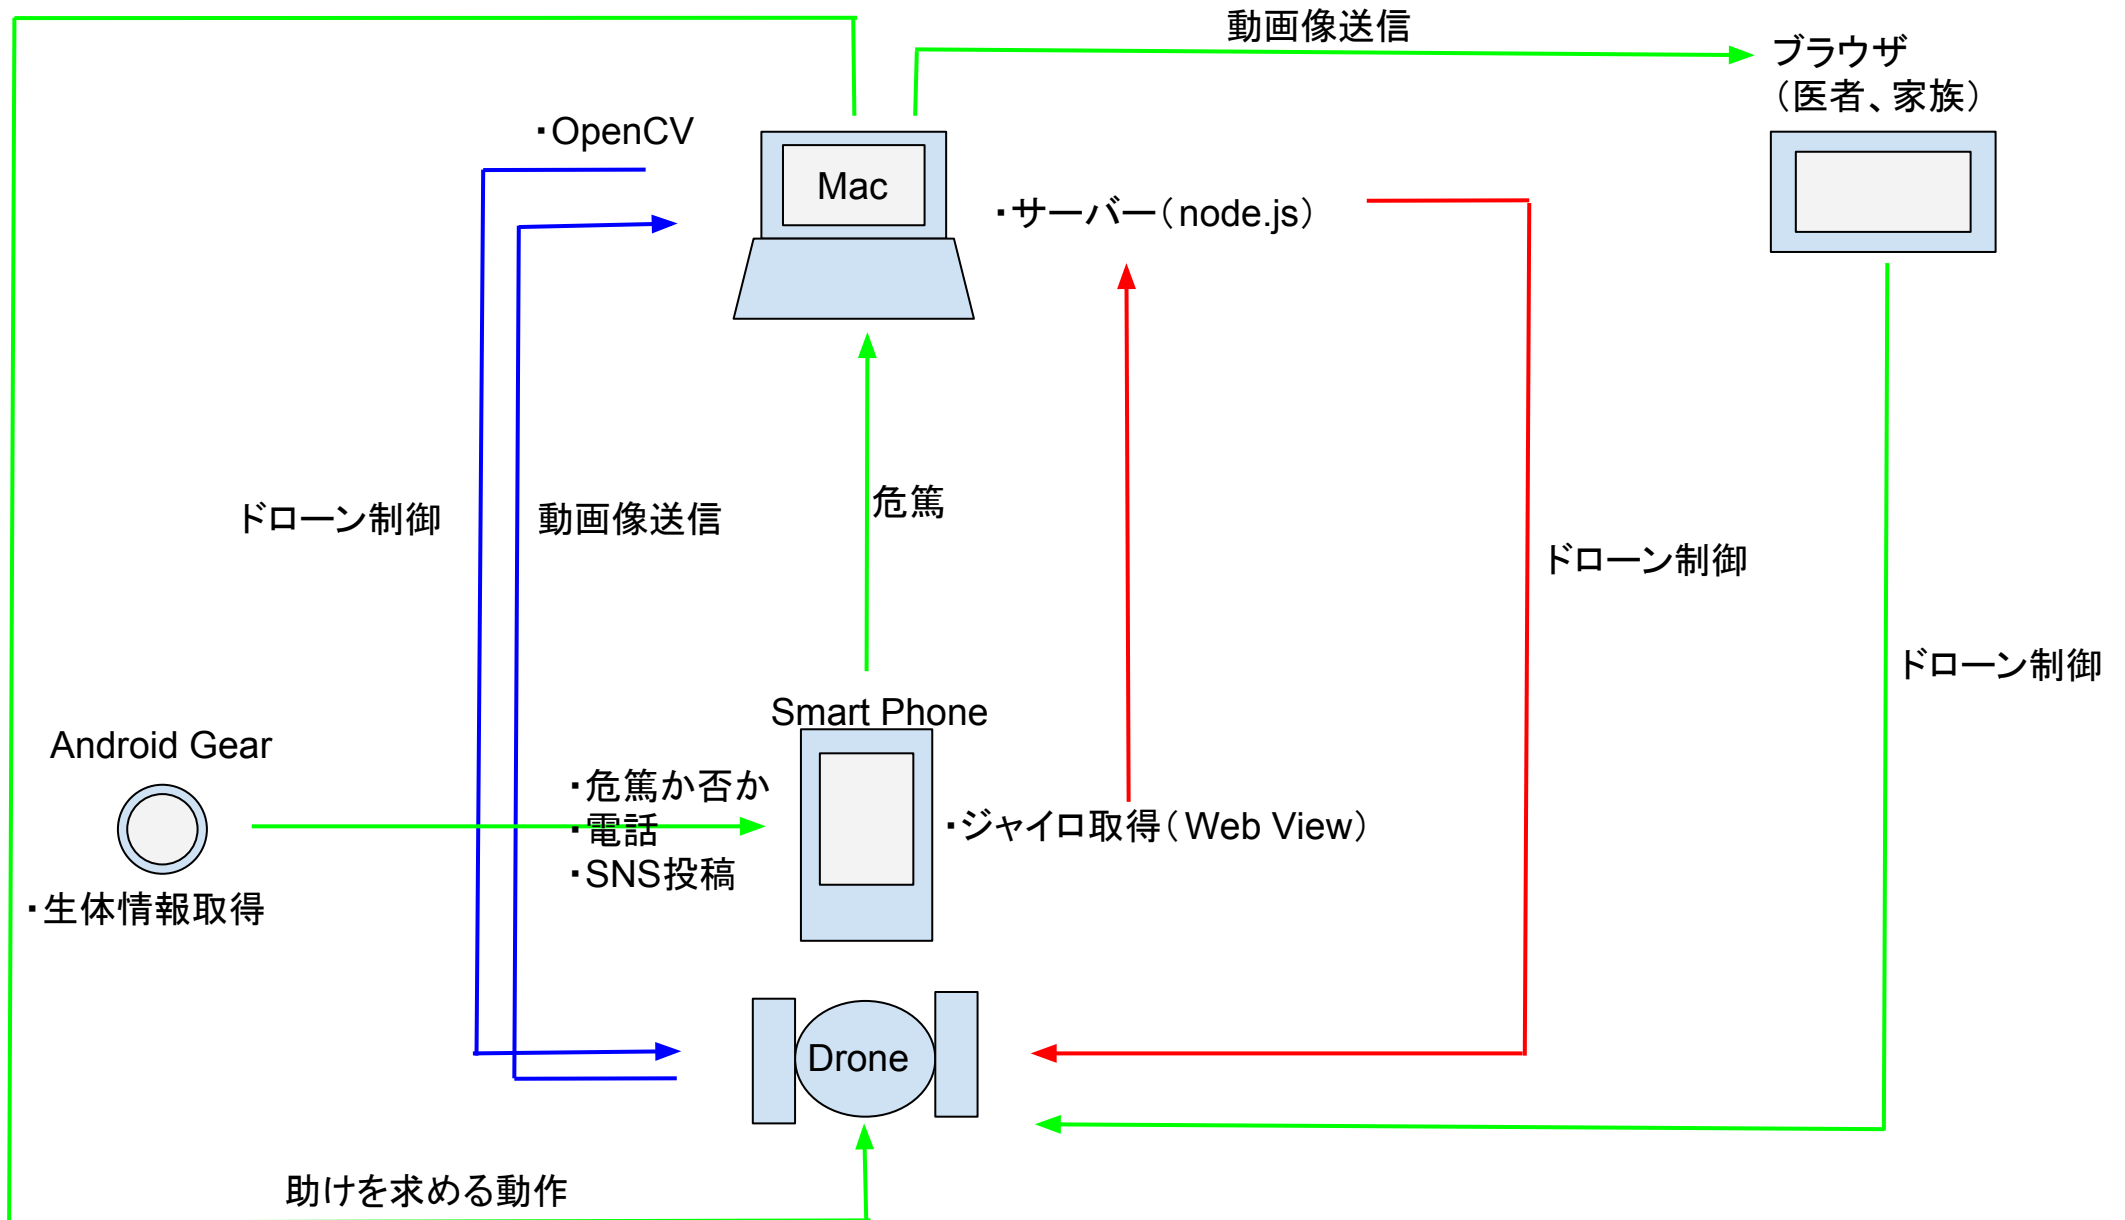 動画像送信
ブラウザ
（医者、家族）
・OpenCV
Mac
・サーバー（node.js）
ドローン制御
動画像送信
危篤
ドローン制御
ドローン制御
Smart Phone
Android Gear
・危篤か否か
・電話
・SNS投稿
・ジャイロ取得（Web View）
・生体情報取得
Drone
助けを求める動作